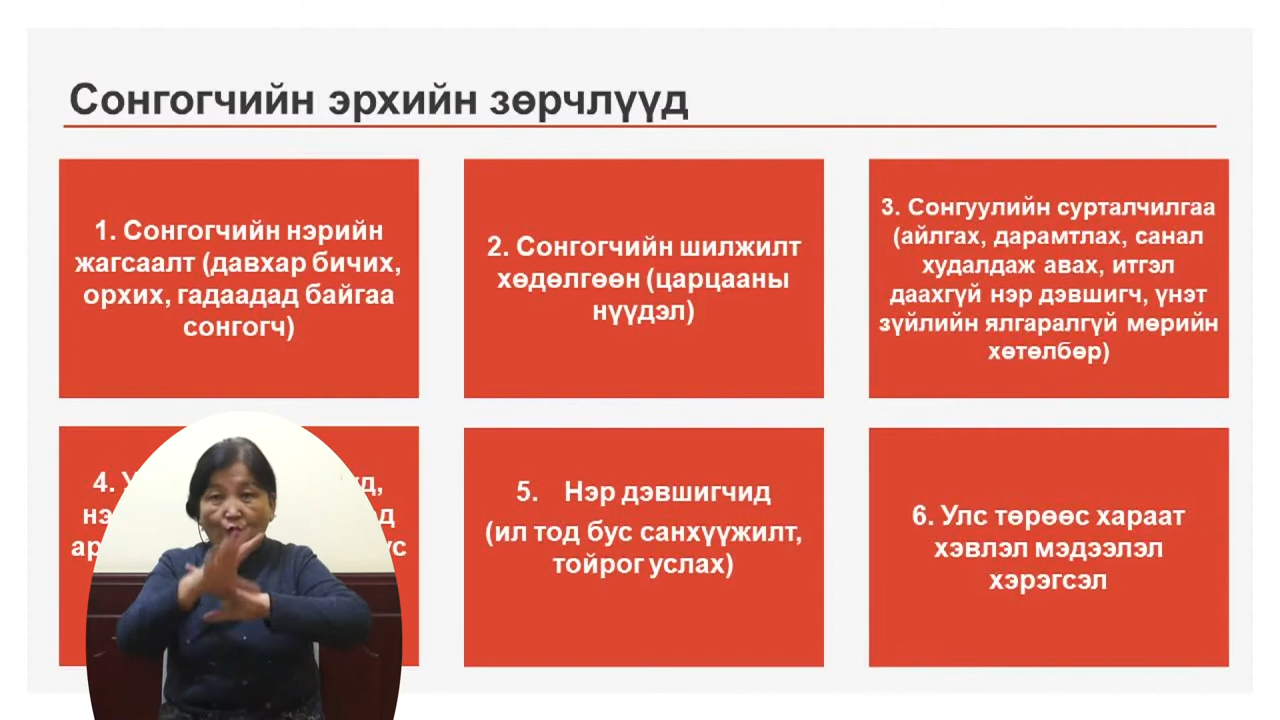 Сонгогчийн эрхийн зөрчлүүд
1. Сонгогчийн нэрийн
жагсаалт (давхар бичих,
орхих, гадаадад байгаа
сонгогч)
2. Сонгогчийн шилжилт
хөдөлгөөн (царцааны
нүүдэл)
3. Сонгуулийн сурталчилгаа
(айлгах, дарамтлах, санал
худалдаж авах, итгэл
даахгүй нэр дэвшигч, үнэт
зүйлийн ялгаралгүй мөрийн
хөтөлбөр)
4.
5. Нэр дэвшигчид
(ил тод бус санхүүжилт,
тойрог услах)
6. Улс төрөөс хараат
хэвлэл мэдээлэл
хэрэгсэл